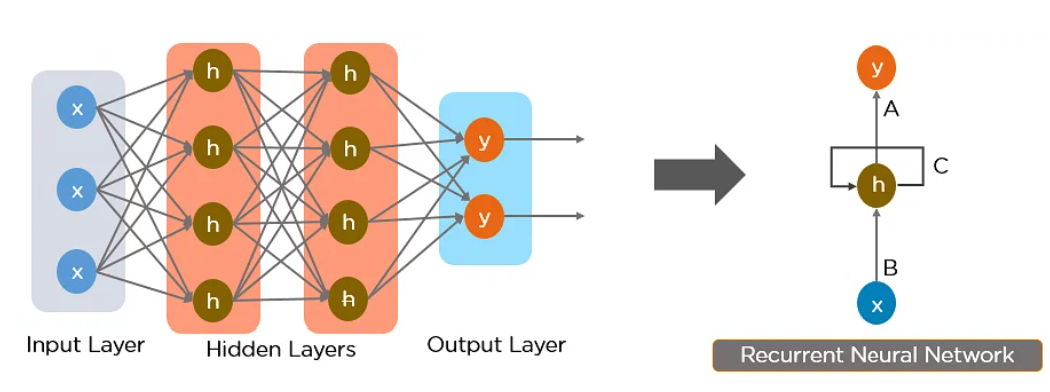 x
x
x
h
h
h
h
h
h
h
h
y
y
Input Layer
Hidden Layers
Output Layer
y
A
h
C
B
x
Recurrent Neural Network